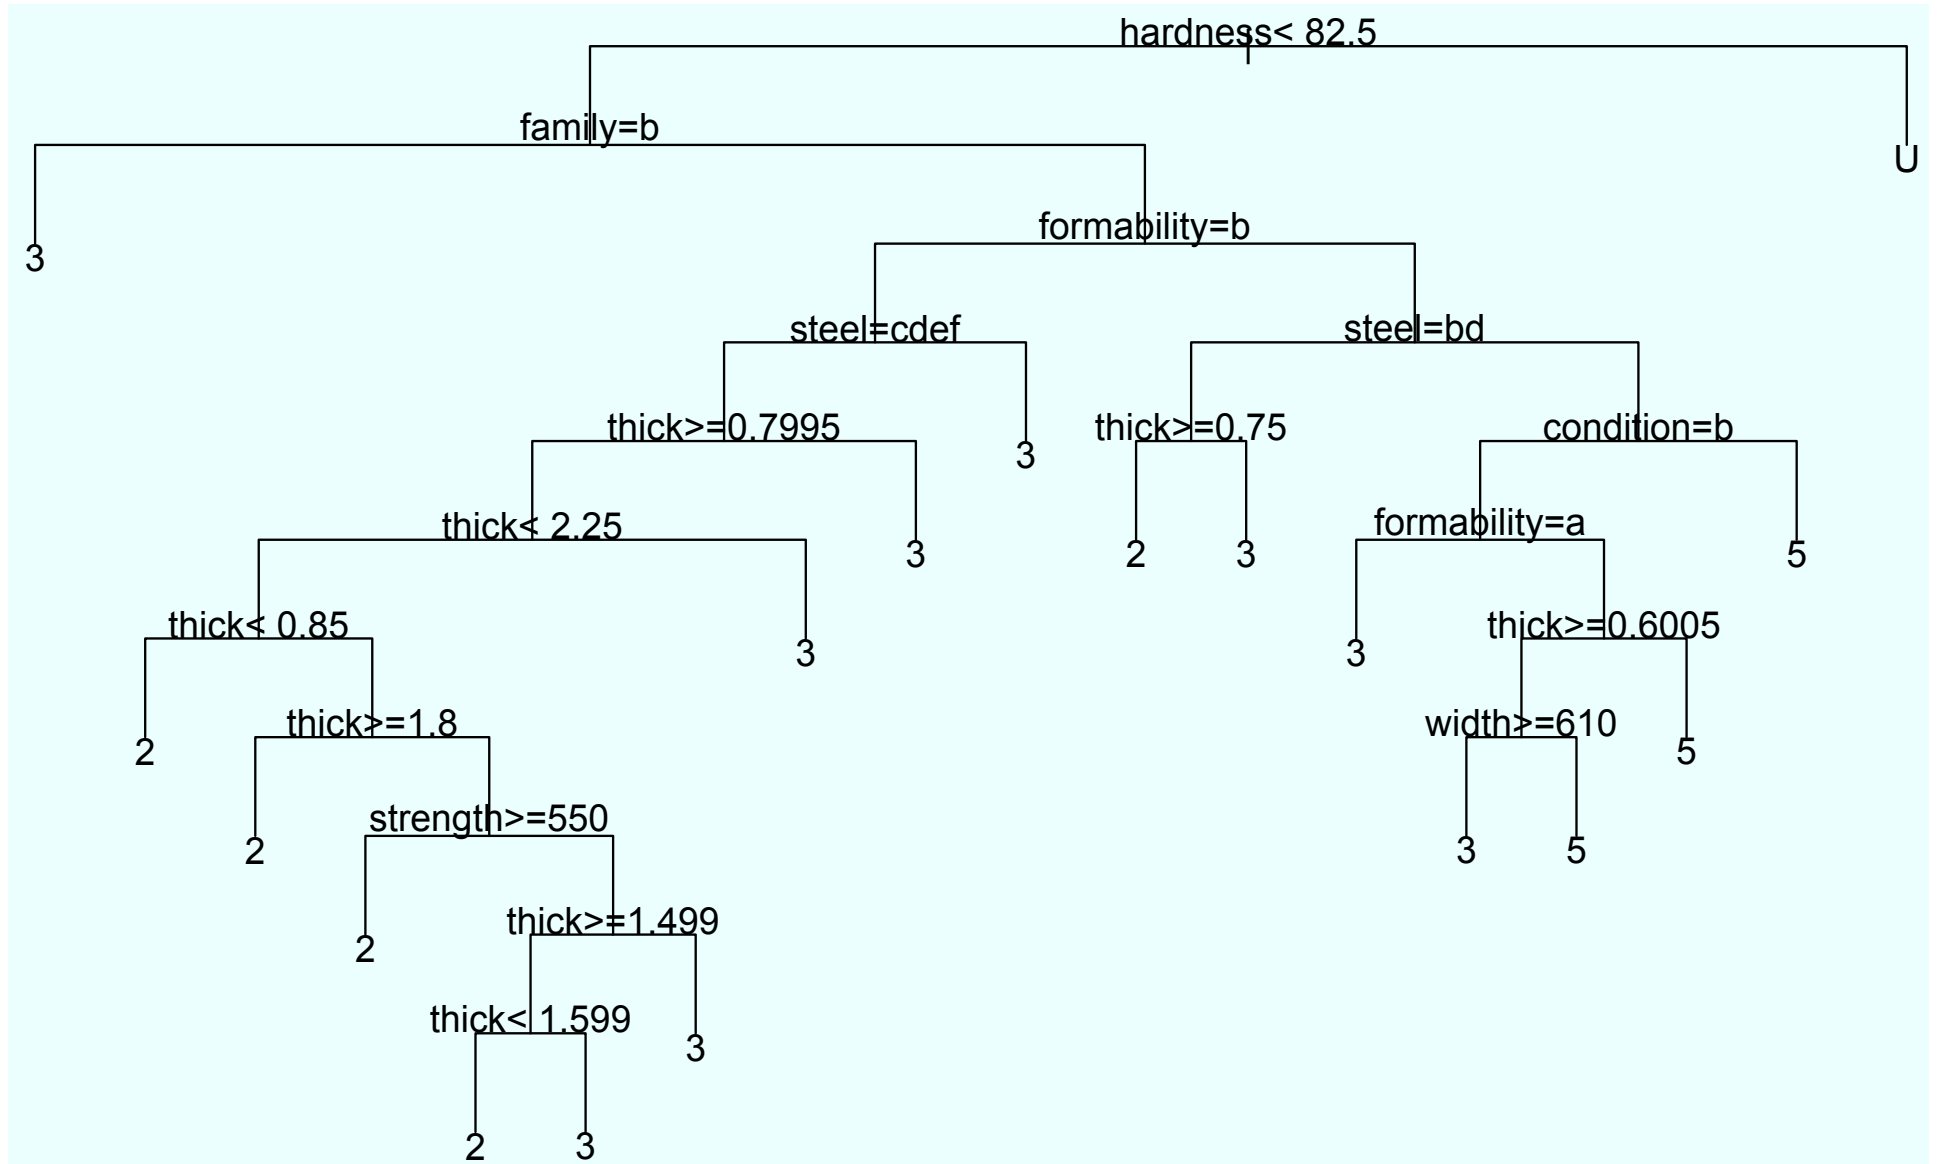 hardness< 82.5
family=b
U
formability=b
3
steel=cdef
steel=bd
thick>=0.7995
3
thick>=0.75
condition=b
thick< 2.25
3
2
3
formability=a
5
thick< 0.85
3
3
thick>=0.6005
2
thick>=1.8
width>=610
5
2
strength>=550
3
5
2
thick>=1.499
thick< 1.599
3
2
3